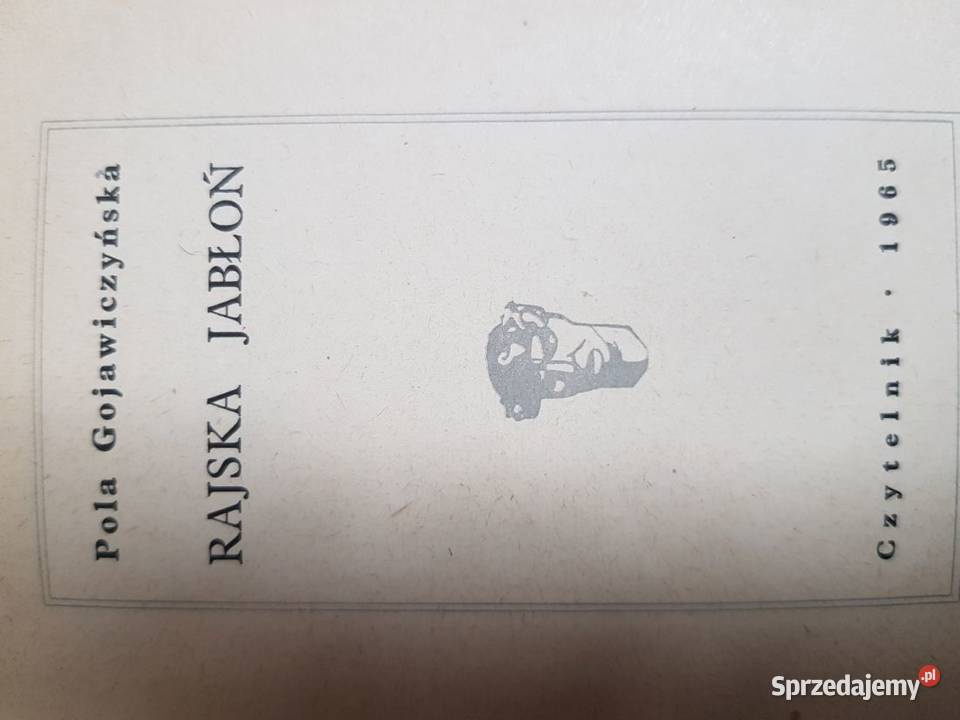 Pola Gojawiczyńska
RAJSKA JABŁOŃ
Czytelnik · 1965
Sprzedajemy.pl